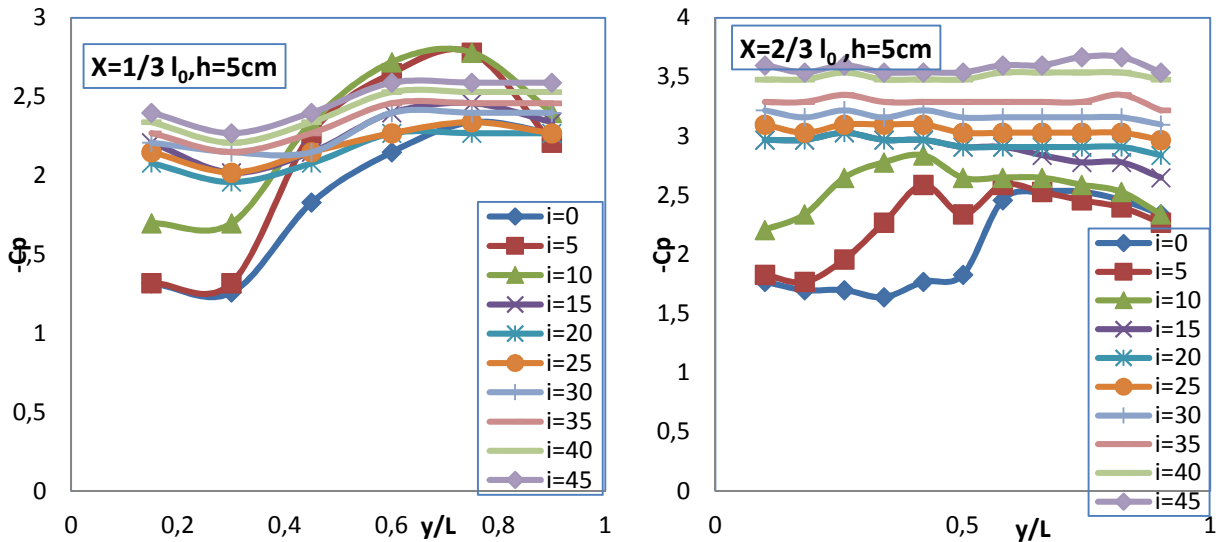 3
2,5
2
1,5
1
0,5
0
-Cp
X=1/3 l₀,h=5cm
i=0
i=5
i=10
i=15
i=20
i=25
i=30
i=35
i=40
i=45
0 0,2 0,4 0,6 0,8 1
y/L
4
3,5
3
2,5
2
1,5
1
0,5
0
-Cp
X=2/3 l₀,h=5cm
i=0
i=5
i=10
i=15
i=20
i=25
i=30
i=35
i=40
i=45
0 0,5 1
y/L